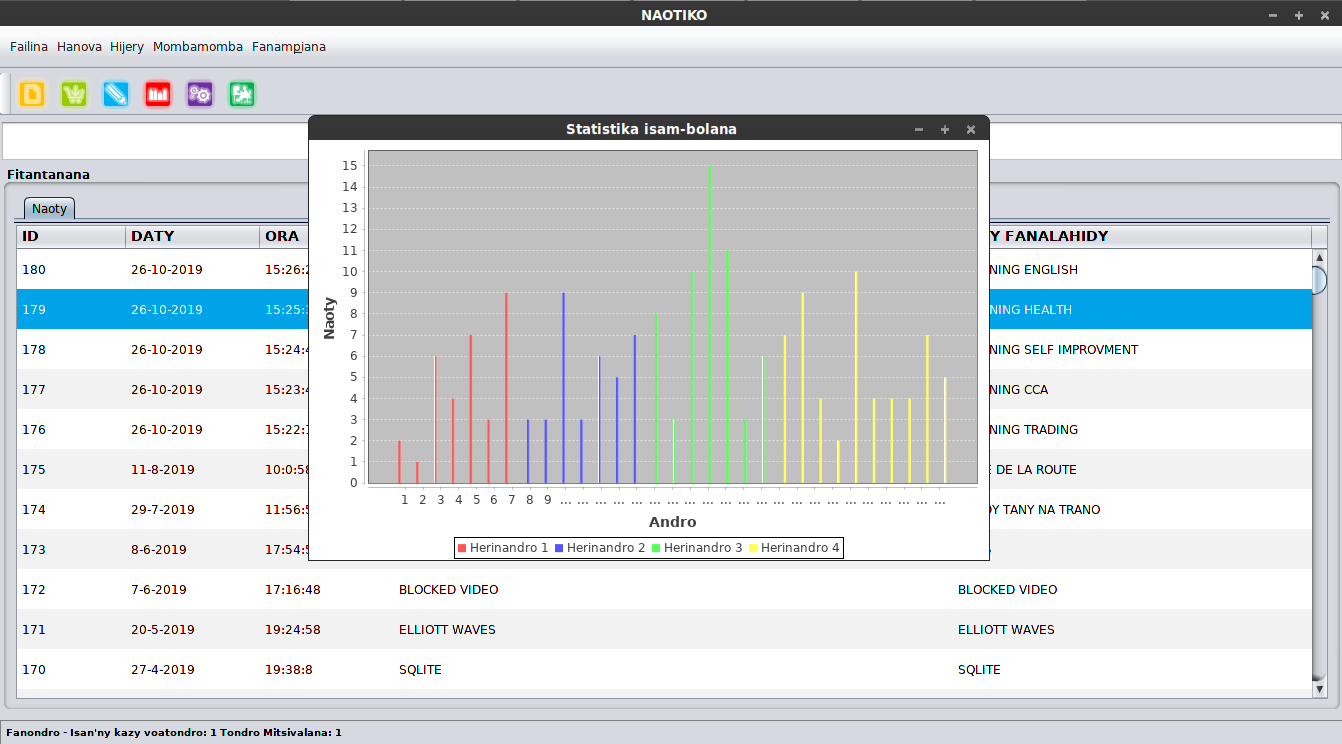 NAOTIKO
Failina Hanova Hijery Mombamomba Fanampiana
Statistika isam-bolana
Fitantanana
Naoty
ID DATY ORA Y FANALAHIDY
180 26-10-2019 15:26: NING ENGLISH
179 26-10-2019 15:25: NING HEALTH
178 26-10-2019 15:24: NING SELF IMPROVMENT
177 26-10-2019 15:23: NING CCA
176 26-10-2019 15:22: NING TRADING
175 11-8-2019 10:0:58 DE LA ROUTE
174 29-7-2019 11:56: Y TANY NA TRANO
173 8-6-2019 17:54:
172 7-6-2019 17:16:48 BLOCKED VIDEO BLOCKED VIDEO
171 20-5-2019 19:24:58 ELLIOTT WAVES ELLIOTT WAVES
170 27-4-2019 19:38:8 SQLITE SQLITE
15
14
13
12
11
10
9
8
7
6
5
4
3
2
1
0
Naoty
1 2 3 4 5 6 7 8 9 ... ... ... ... ... ... ... ... ... ... ... ... ... ... ... ... ... ... ... ... ... ...
Andro
Herinandro 1 Herinandro 2 Herinandro 3 Herinandro 4
Fanondro - Isan'ny kazy voatondro: 1 Tondro Mitsivalana: 1